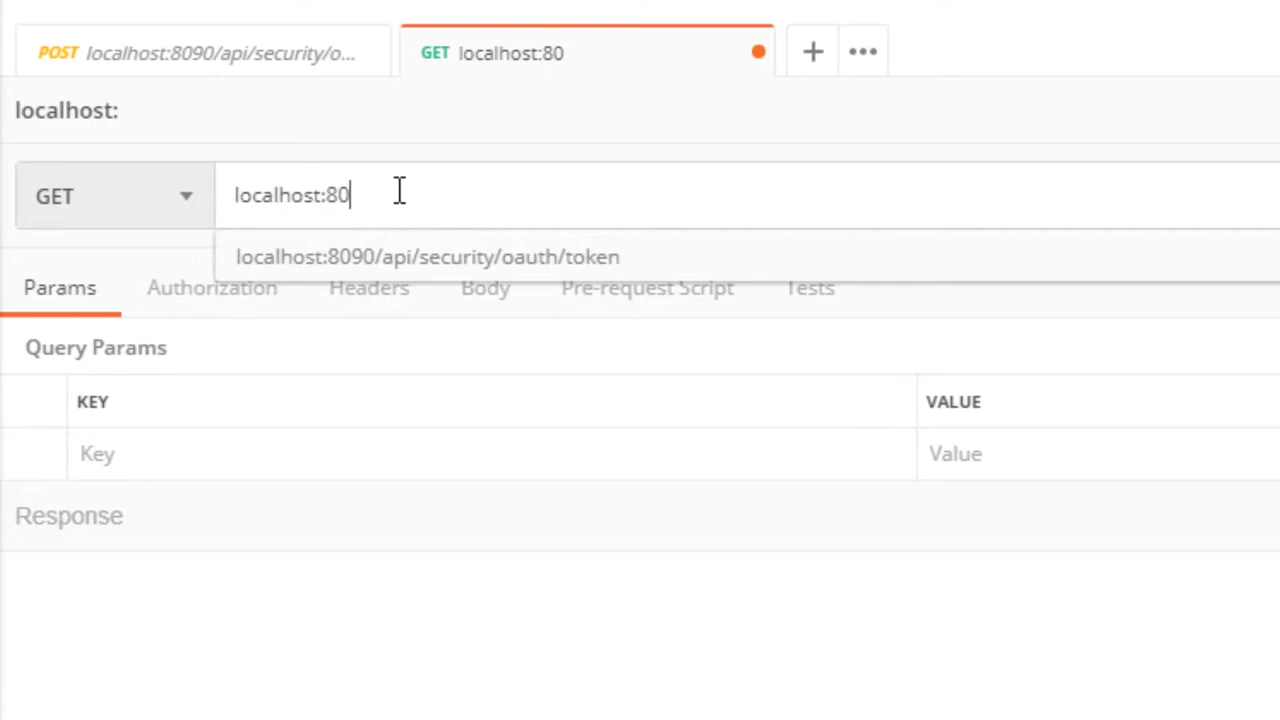 POST localhost:8090/api/security/o... GET localhost:80
localhost:
GET localhost:80
localhost:8090/api/security/oauth/token
Params Authorization Headers Body Pre-request Script Tests
Query Params
KEY VALUE
Key Value
Response